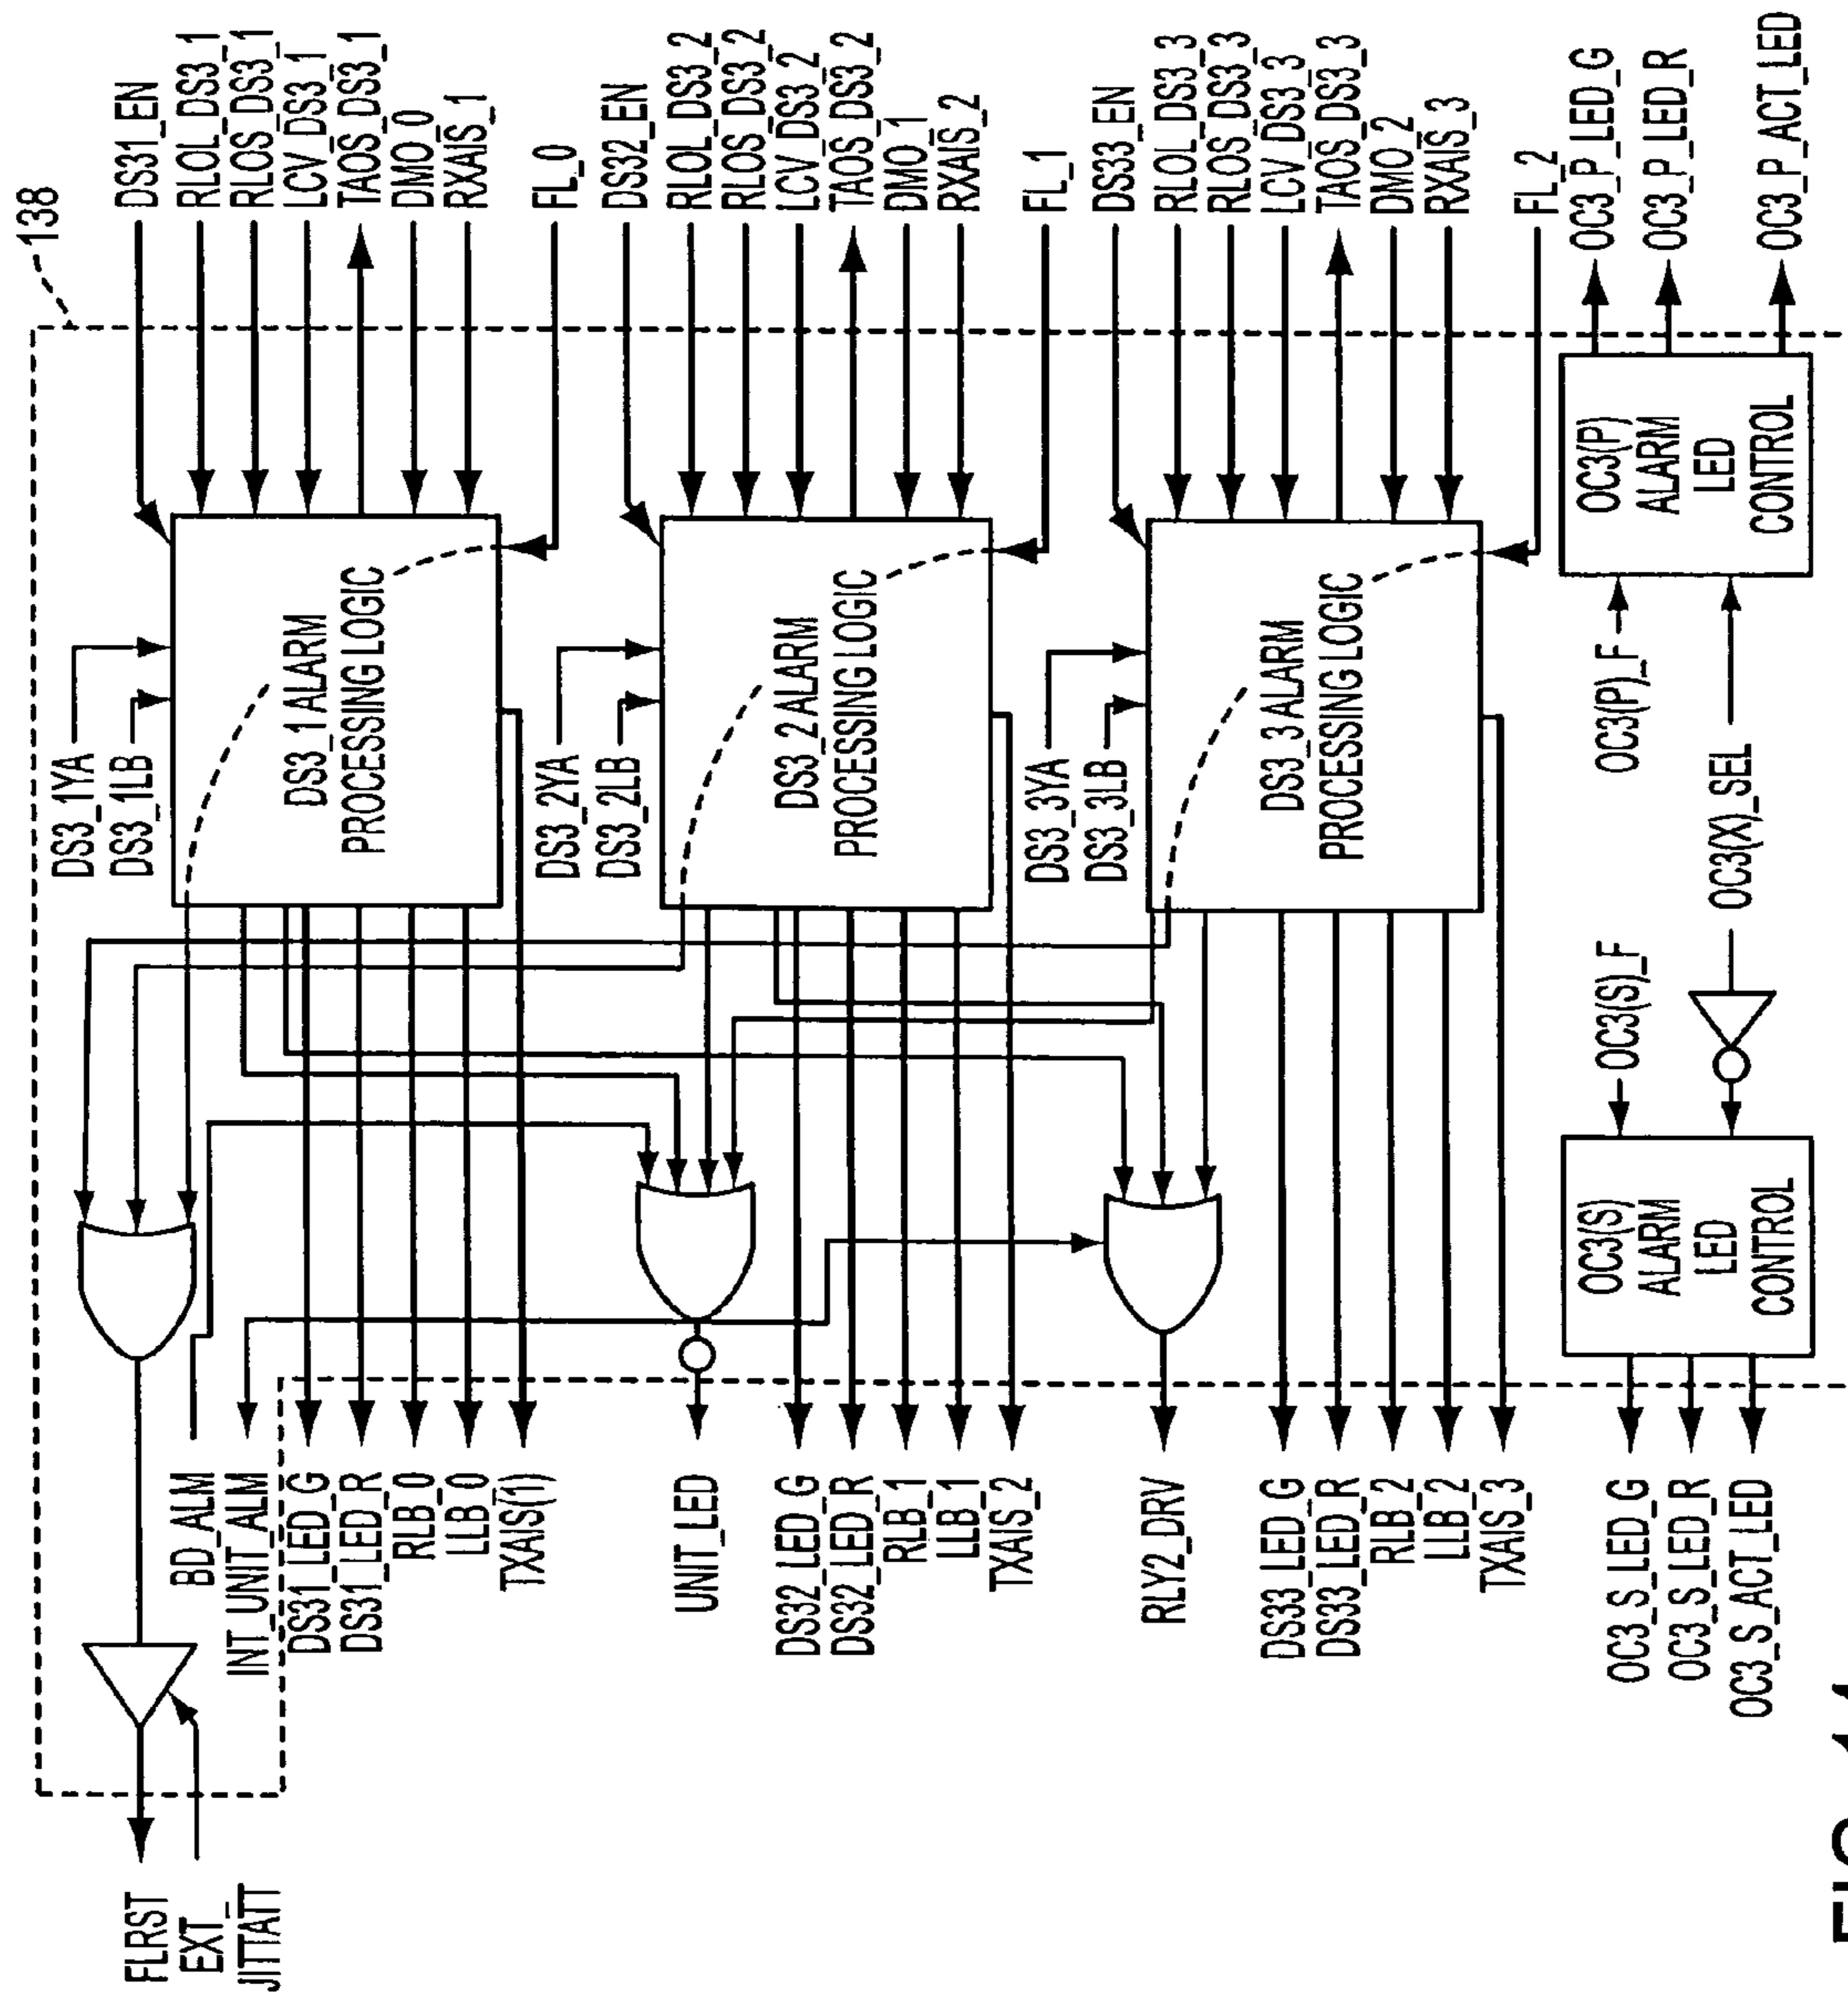 138
DS31_EN
RLOL_DS3_1
RLOS_DS3_1
LCV_DS3_1
TAOS_DS3_1
DMO_0
RXAIS_1
FL_0
DS32_EN
RLOL_DS3_2
RLOS_DS3_2
LCV_DS3_2
TAOS_DS3_2
DMO_1
RXAIS_2
FL_1
DS33_EN
RLOL_DS3_3
RLOS_DS3_3
LCV_DS3_3
TAOS_DS3_3
DMO_2
RXAIS_3
FL_2
OC3_P_LED_G
OC3_P_LED_R
OC3_P_ACT_LED
DS3_1YA
DS3_1LB
DS3_1 ALARM
PROCESSING LOGIC
DS3_2YA
DS3_2LB
DS3_2 ALARM
PROCESSING LOGIC
DS3_3YA
DS3_3LB
DS3_3 ALARM
PROCESSING LOGIC
OC3(P)
ALARM
LED
CONTROL
OC3(P)_F
OC3(X)_SEL
OC3(S)_F
OC3(S)
ALARM
LED
CONTROL
FLRST
EXT_
JITTATT
BD_ALM
INT_UNIT_ALM
DS31_LED_G
DS31_LED_R
RLB_0
LLB_0
TXAIS(1)
UNIT_LED
DS32_LED_G
DS32_LED_R
RLB_1
LLB_1
TXAIS_2
RLY2_DRV
DS33_LED_G
DS33_LED_R
RLB_2
LLB_2
TXAIS_3
OC3_S_LED_G
OC3_S_LED_R
OC3_S_ACT_LED